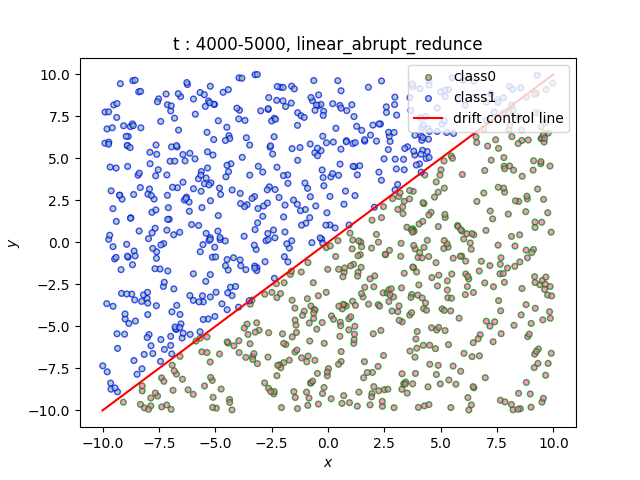 t : 4000-5000, linear_abrupt_redunce
class0
class1
drift control line
10.0
7.5
5.0
2.5
0.0
−2.5
−5.0
−7.5
−10.0
y
−10.0 −7.5 −5.0 −2.5 0.0 2.5 5.0 7.5 10.0
x